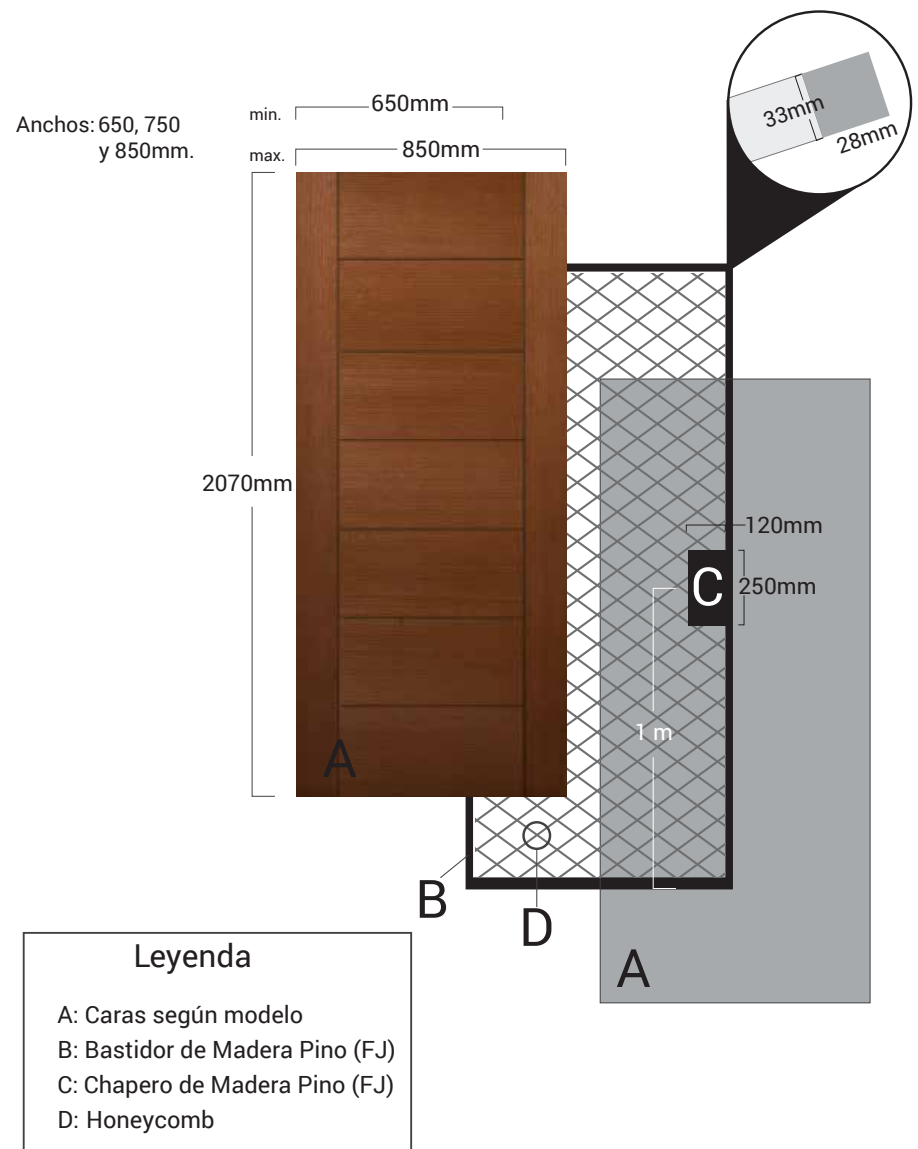 33mm
28mm
Anchos: 650, 750
y 850mm.
min.
650mm
max.
850mm
2070mm
120mm
C
250mm
1 m
A
B
D
A
Leyenda
A: Caras según modelo
B: Bastidor de Madera Pino (FJ)
C: Chapero de Madera Pino (FJ)
D: Honeycomb